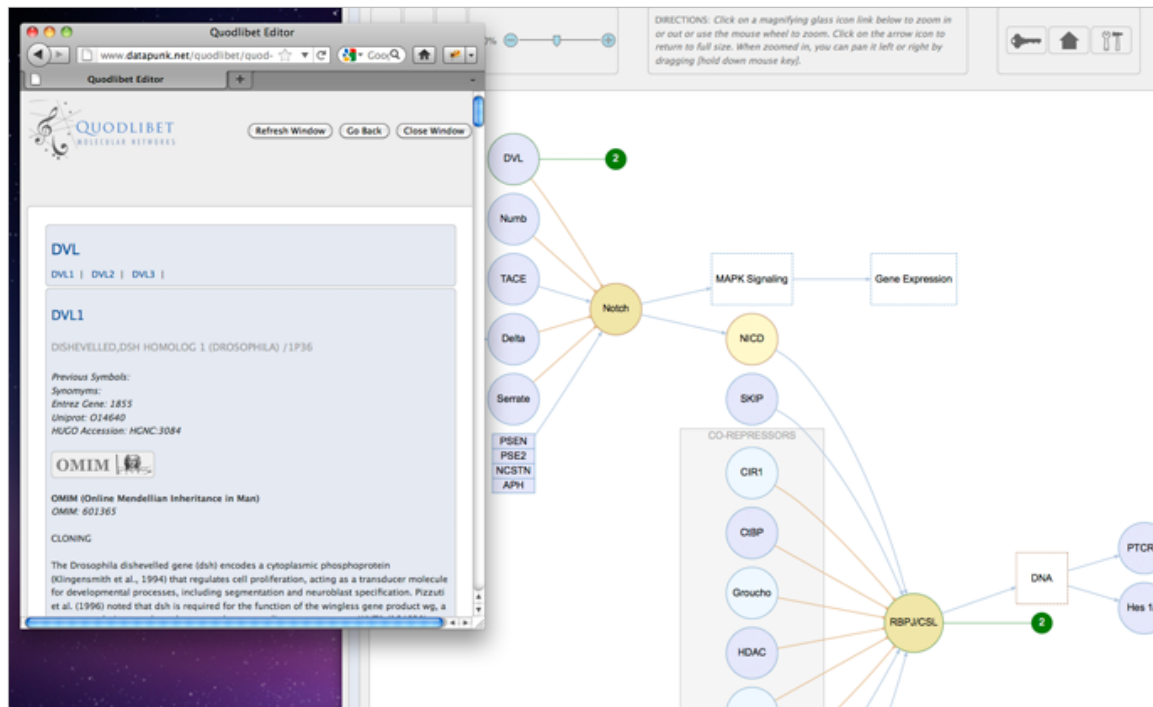 Quodlibet Editor
www.datapunk.net/quodlibet/quod-
Goo
Quodlibet Editor
QUODLIBET
MOLECULAR NETWORKS
Refresh Window
Go Back
Close Window
DVL
DVL1 | DVL2 | DVL3 |
DVL1
DISHEVELLED,DSH HOMOLOG 1 (DROSOPHILA) /1P36
Previous Symbols:
Synomyms:
Entrez Gene: 1855
Uniprot: O14640
HUGO Accession: HGNC:3084
OMIM
OMIM (Online Mendellian Inheritance in Man)
OMIM: 601365
CLONING
The Drosophila dishevelled gene (dsh) encodes a cytoplasmic phosphoprotein
(Klingensmith et al., 1994) that regulates cell proliferation, acting as a transducer molecule
for developmental processes, including segmentation and neuroblast specification. Pizzuti
et al. (1996) noted that dsh is required for the function of the wingless gene product wg, a
DIRECTIONS: Click on a magnifying glass icon link below to zoom in
or out or use the mouse wheel to zoom. Click on the arrow icon to
return to full size. When zoomed in, you can pan it left or right by
dragging [hold down mouse key].
DVL
2
Numb
TACE
Delta
Serrate
PSEN
PSE2
NCSTN
APH
Notch
MAPK Signaling
Gene Expression
NICD
SKIP
CO-REPRESSORS
CIR1
CtBP
Groucho
HDAC
RBPJ/CSL
2
DNA
PTCR
Hes 1